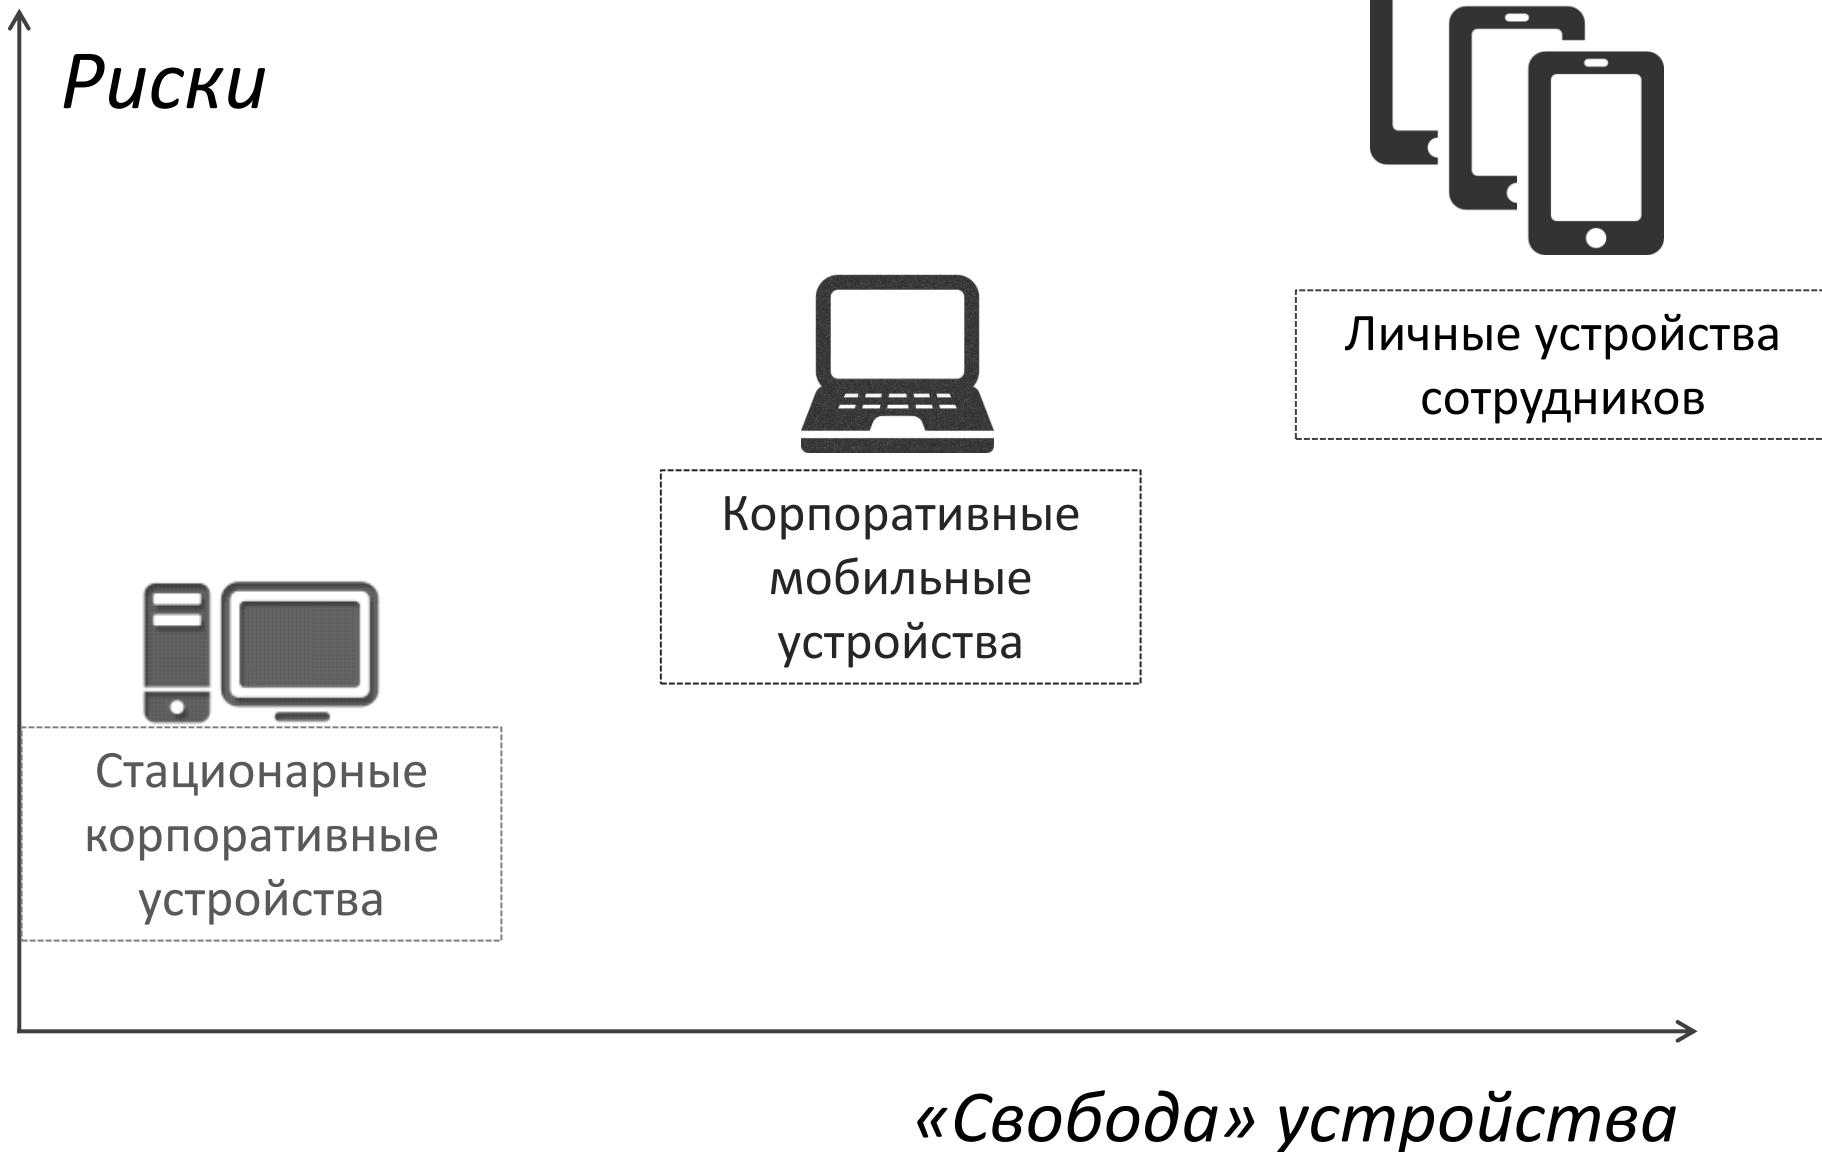 Риски
Личные устройства
сотрудников
Корпоративные
мобильные
устройства
Стационарные
корпоративные
устройства
«Свобода» устройства